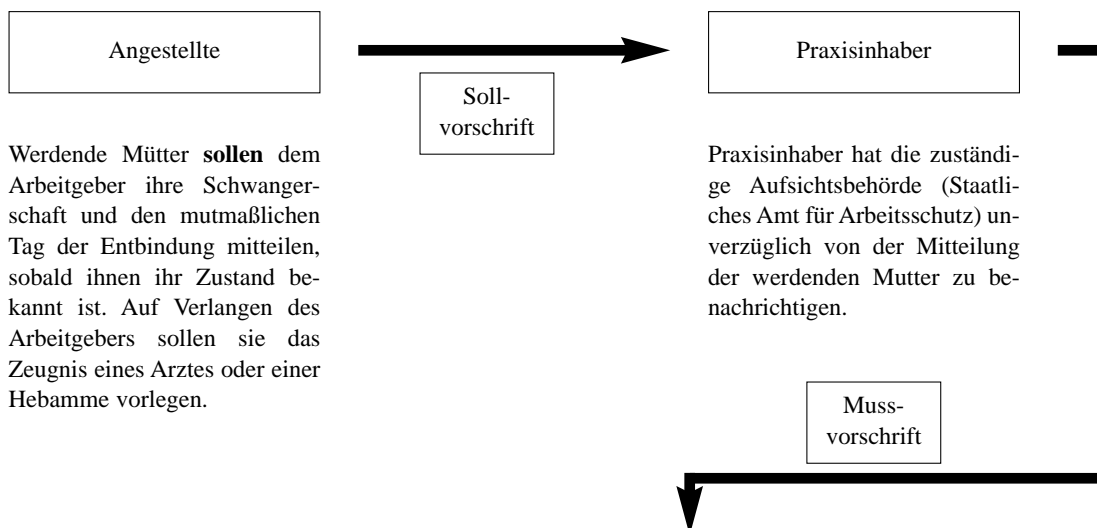 Angestellte
Soll-
vorschrift
Praxisinhaber
Werdende Mütter sollen dem
Arbeitgeber ihre Schwanger-
schaft und den mutmaßlichen
Tag der Entbindung mitteilen,
sobald ihnen ihr Zustand be-
kannt ist. Auf Verlangen des
Arbeitgebers sollen sie das
Zeugnis eines Arztes oder einer
Hebamme vorlegen.
Praxisinhaber hat die zuständi-
ge Aufsichtsbehörde (Staatli-
ches Amt für Arbeitsschutz) un-
verzüglich von der Mitteilung
der werdenden Mutter zu be-
nachrichtigen.
Muss-
vorschrift